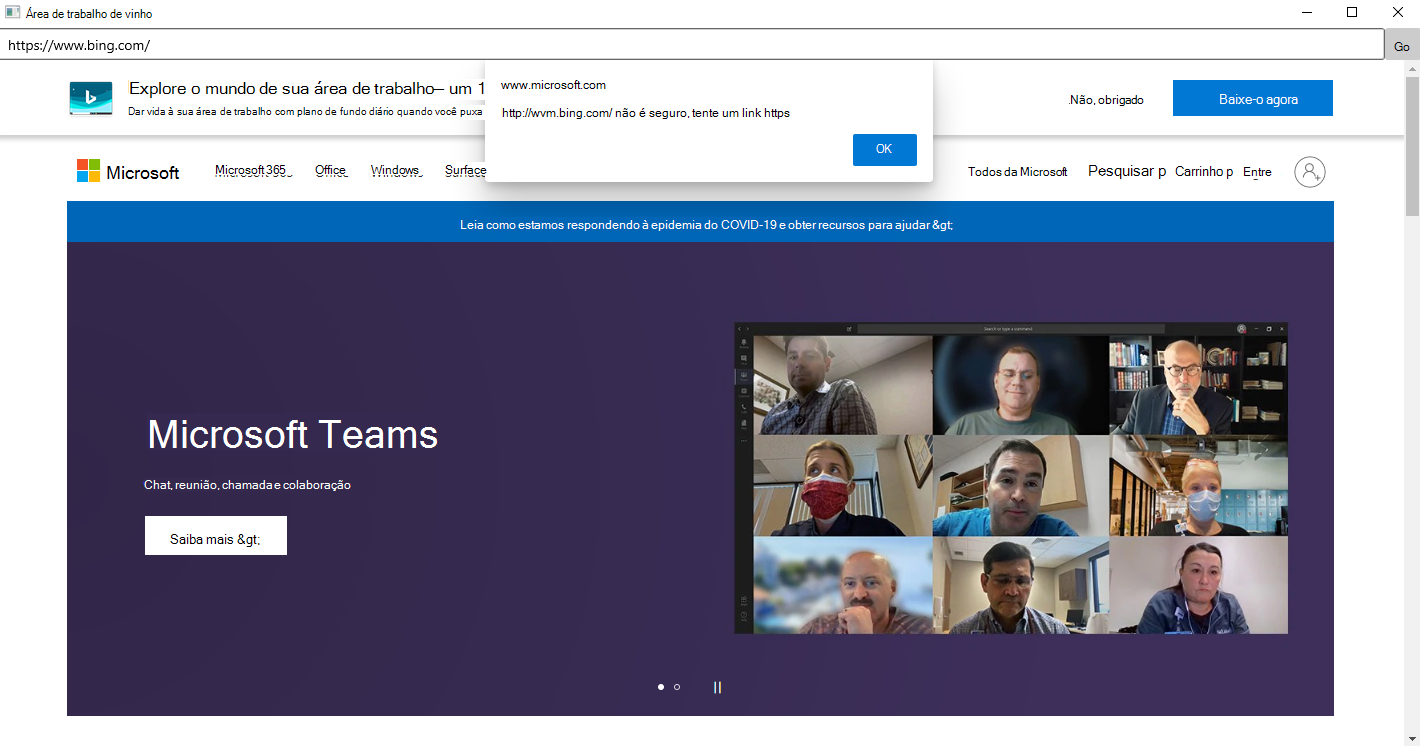 Área de trabalho de vinho
https://www.bing.com/
Go
Explore o mundo de sua área de trabalho– um 1
Dar vida à sua área de trabalho com plano de fundo diário quando você puxa
www.microsoft.com
http://wvm.bing.com/ não é seguro, tente um link https
OK
.Não, obrigado
Baixe-o agora
Microsoft
Microsoft 365
Office
Windows
Surface
Todos da Microsoft
Pesquisar p
Carrinho p
Entre
Leia como estamos respondendo à epidemia do COVID-19 e obter recursos para ajudar &gt;
Search or type a command
Microsoft Teams
Chat, reunião, chamada e colaboração
Saiba mais &gt;